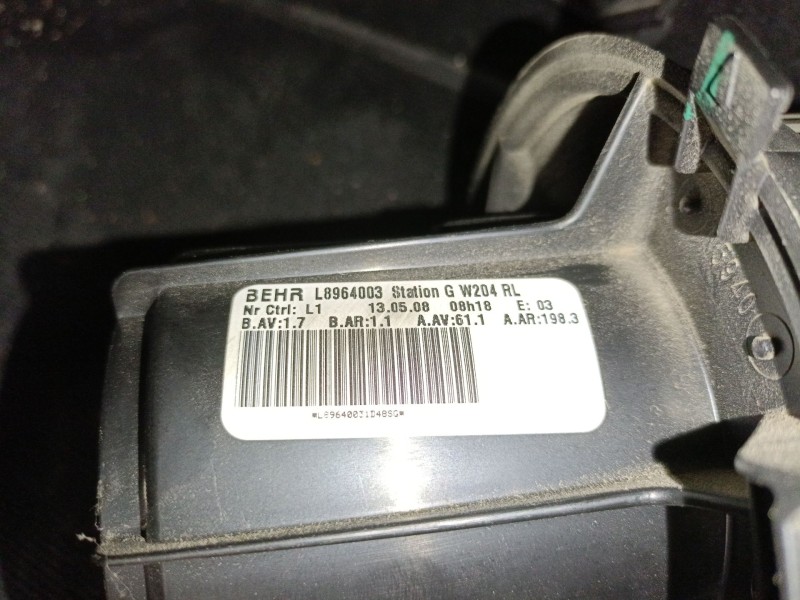 BEHR L8964003 Station G W204 RL
Nr Ctrl: L1 13.05.08 08h18 E: 03
B.AV:1.7 B.AR:1.1 A.AV:61.1 A.AR:198.3